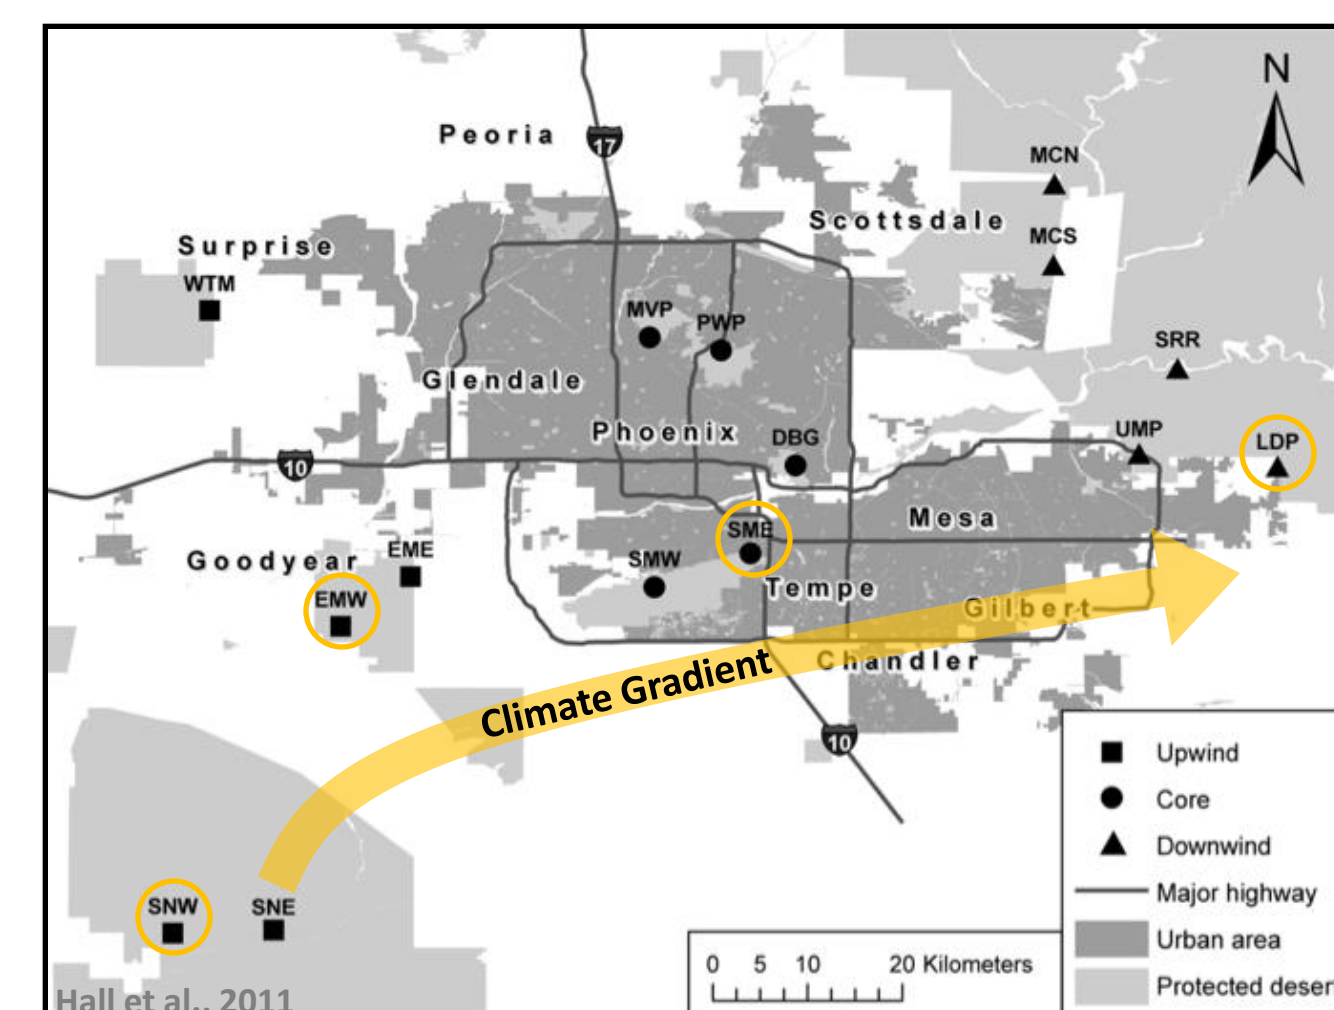 N
Peoria
17
MCN
Scottsdale
MCS
Surprise
WTM
MVP
PWP
SRR
Glendale
Phoenix
DBG
UMP
LDP
10
Mesa
SME
Goodyear
EME
SMW
Tempe
EMW
Gilbert
Chandler
Climate Gradient
10
Upwind
Core
Downwind
Major highway
Urban area
Protected deser
SNW
SNE
0 5 10 20 Kilometers
Hall et al., 2011